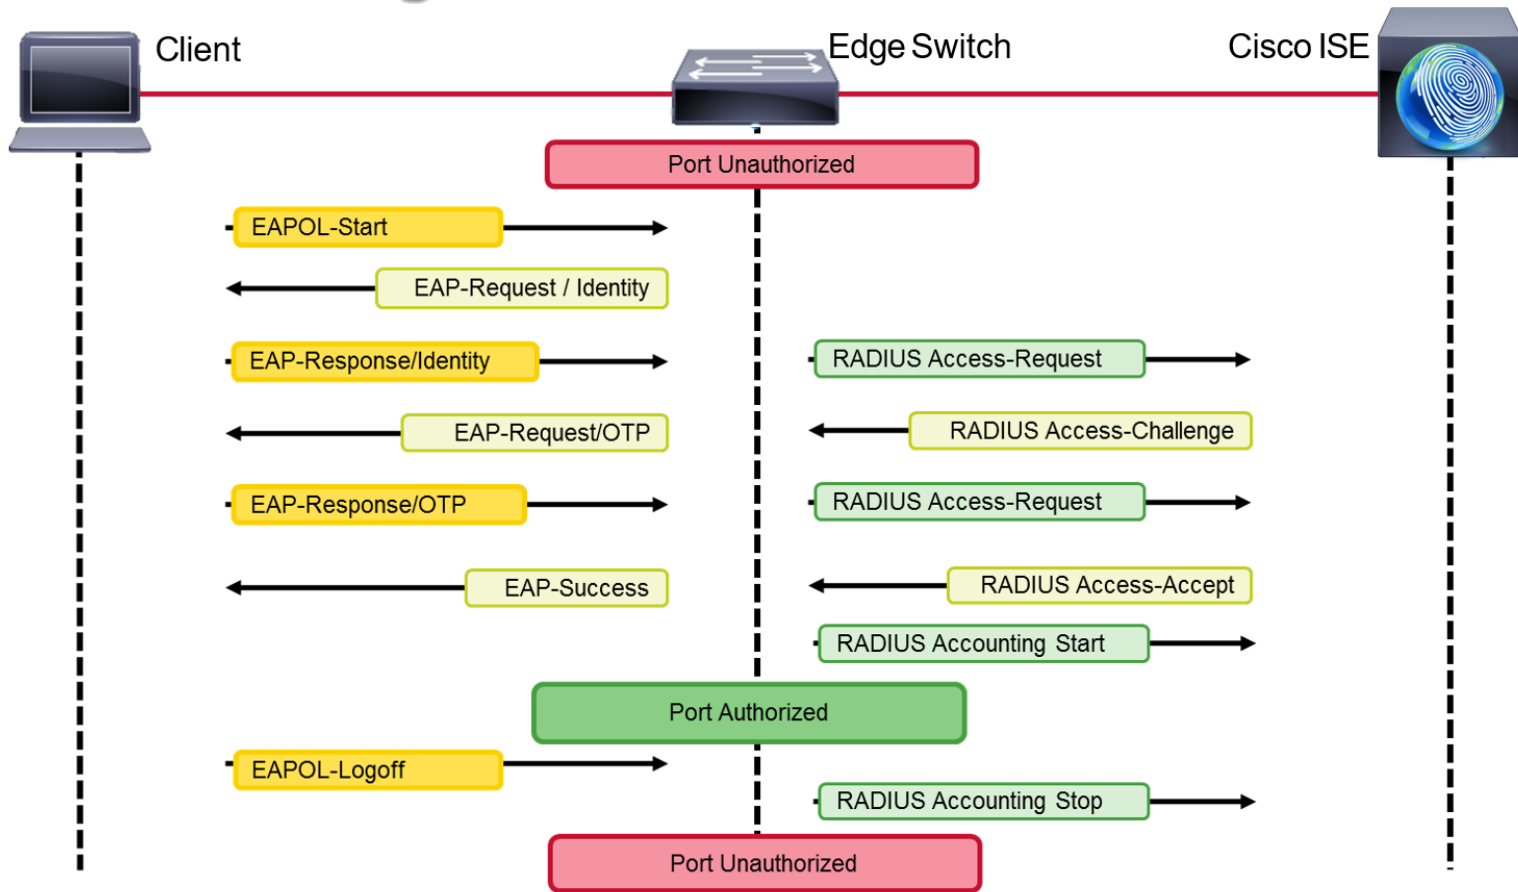 Client
Edge Switch
Cisco ISE
Port Unauthorized
EAPOL-Start
EAP-Request / Identity
EAP-Response/Identity
RADIUS Access-Request
EAP-Request/OTP
RADIUS Access-Challenge
EAP-Response/OTP
RADIUS Access-Request
EAP-Success
RADIUS Access-Accept
RADIUS Accounting Start
Port Authorized
EAPOL-Logoff
RADIUS Accounting Stop
Port Unauthorized